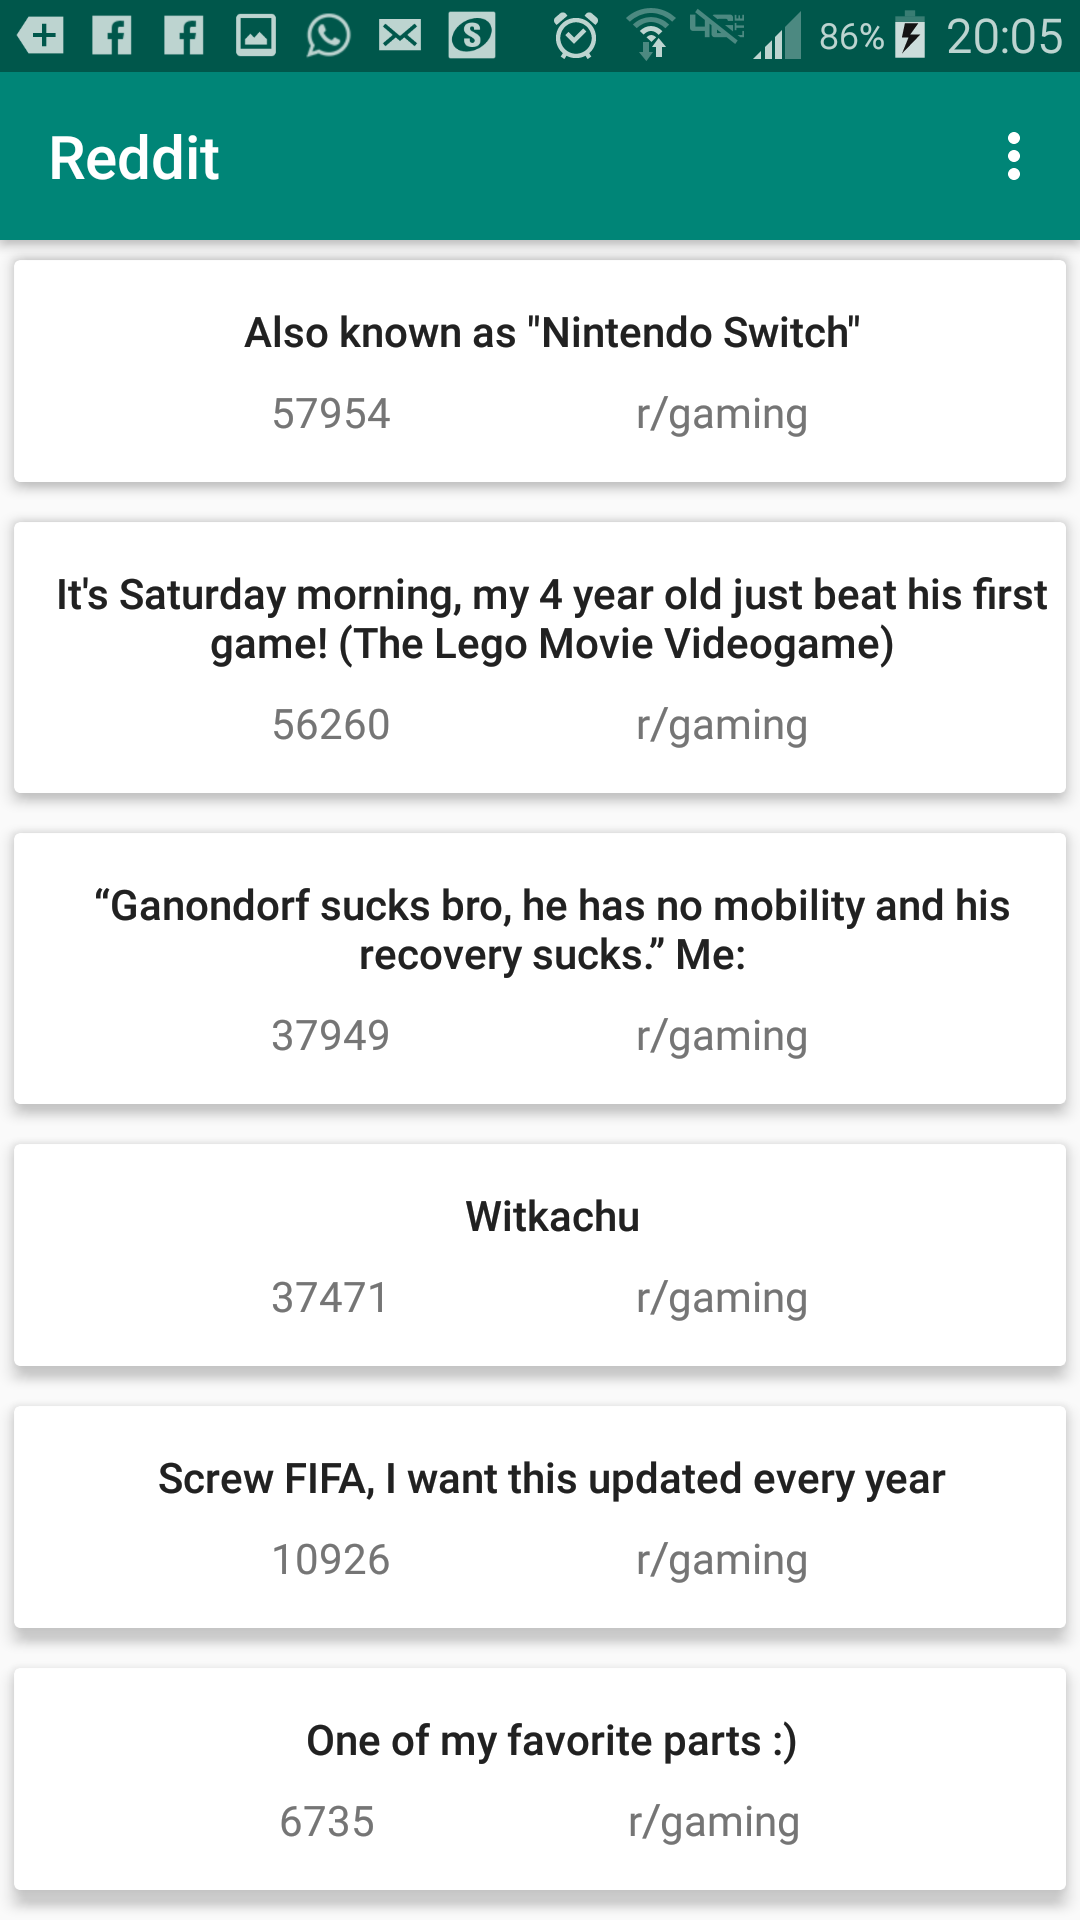 86% 20:05
Reddit
Also known as "Nintendo Switch"
57954 r/gaming
It's Saturday morning, my 4 year old just beat his first
game! (The Lego Movie Videogame)
56260 r/gaming
“Ganondorf sucks bro, he has no mobility and his
recovery sucks.” Me:
37949 r/gaming
Witkachu
37471 r/gaming
Screw FIFA, I want this updated every year
10926 r/gaming
One of my favorite parts :)
6735 r/gaming